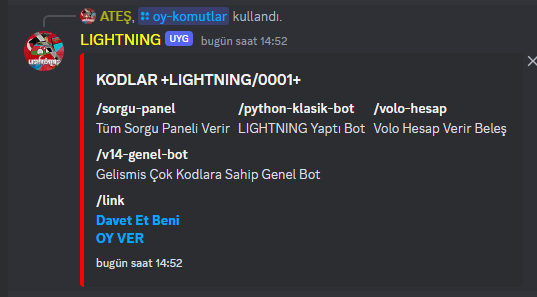 ATEŞ, oy-komutlar kullandı.
LIGHTNING UYG bugün saat 14:52
KODLAR +LIGHTNING/0001+
/sorgu-panel /python-klasik-bot /volo-hesap
Tüm Sorgu Paneli Verir LIGHTNING Yaptı Bot Volo Hesap Verir Beleş
/v14-genel-bot
Gelismis Çok Kodlara Sahip Genel Bot
/link
Davet Et Beni
OY VER
bugün saat 14:52